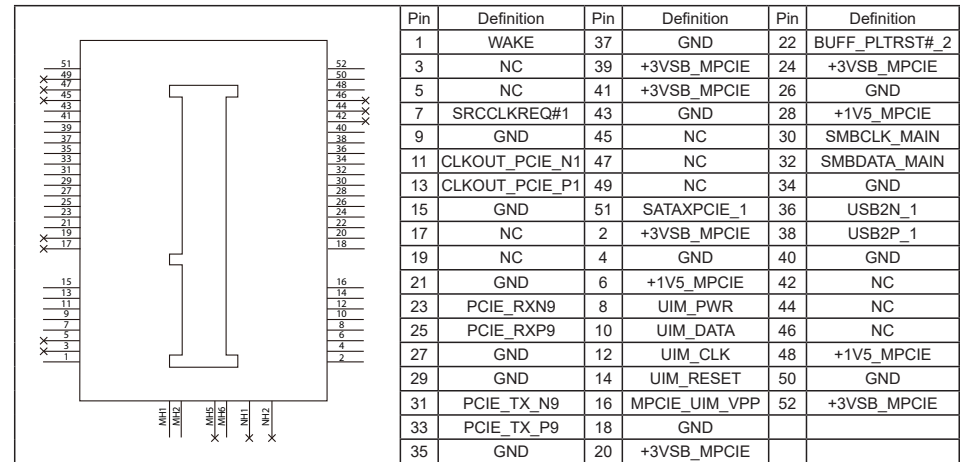 Pin Definition Pin Definition Pin Definition
1 WAKE 37 GND 22 BUFF_PLTRST#_2
3 NC 39 +3VSB_MPCIE 24 +3VSB_MPCIE
5 NC 41 +3VSB_MPCIE 26 GND
7 SRCCLKREQ#1 43 GND 28 +1V5_MPCIE
9 GND 45 NC 30 SMBCLK_MAIN
11 CLKOUT_PCIE_N1 47 NC 32 SMBDATA_MAIN
13 CLKOUT_PCIE_P1 49 NC 34 GND
15 GND 51 SATAXPCIE_1 36 USB2N_1
17 NC 2 +3VSB_MPCIE 38 USB2P_1
19 NC 4 GND 40 GND
21 GND 6 +1V5_MPCIE 42 NC
23 PCIE_RXN9 8 UIM_PWR 44 NC
25 PCIE_RXP9 10 UIM_DATA 46 NC
27 GND 12 UIM_CLK 48 +1V5_MPCIE
29 GND 14 UIM_RESET 50 GND
31 PCIE_TX_N9 16 MPCIE_UIM_VPP 52 +3VSB_MPCIE
33 PCIE_TX_P9 18 GND
35 GND 20 +3VSB_MPCIE
51 52
49 50
47 48
45 46
43 44
41 42
39 40
37 38
35 36
33 34
31 32
29 30
27 28
25 26
23 24
21 22
19 20
17 18
15 16
13 14
11 12
9 10
7 8
5 6
3 4
1 2
MH1 MH2 MH5 MH6 NH1 NH2